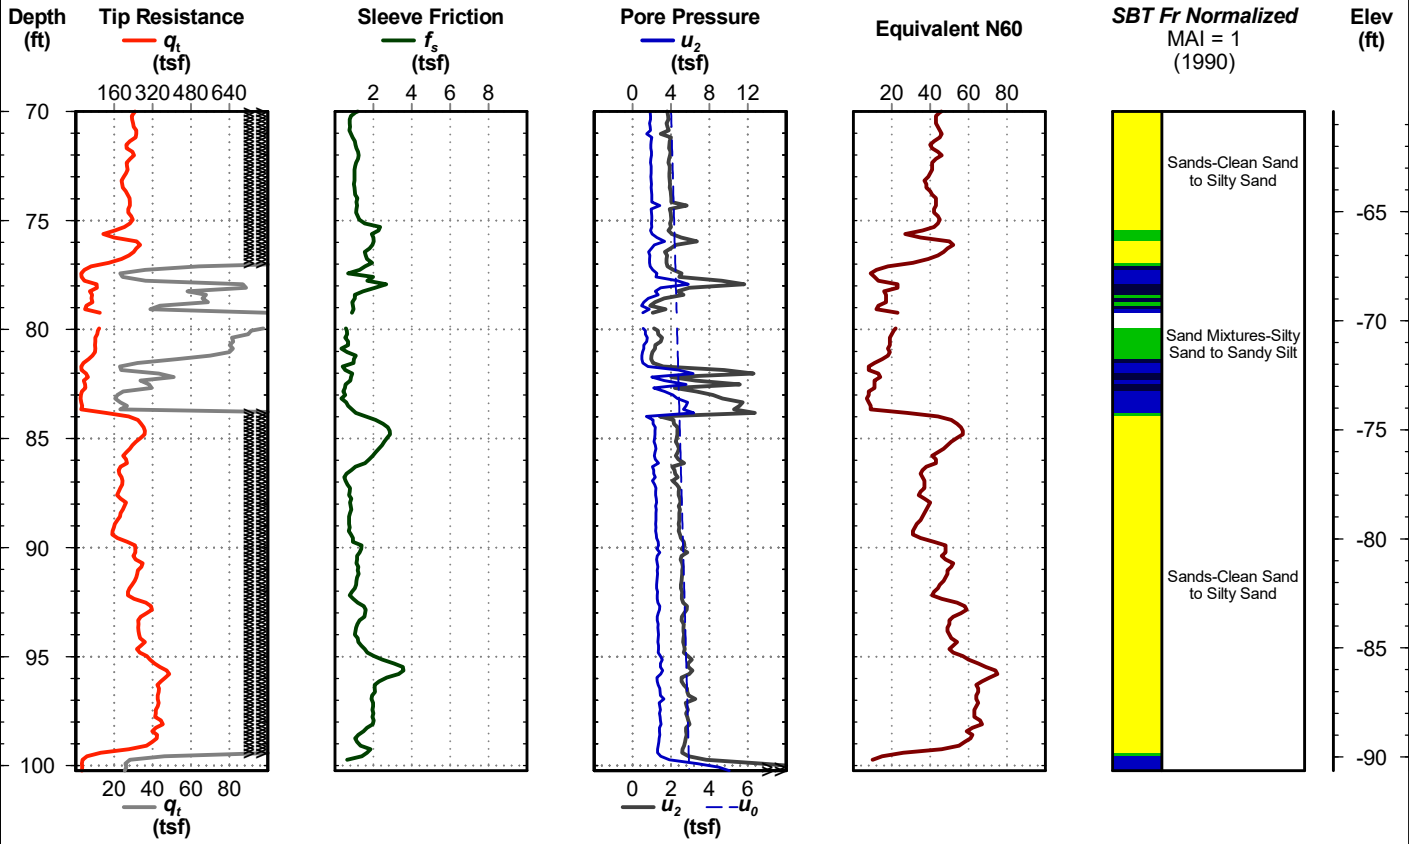 Depth
(ft)
Tip Resistance
qt
(tsf)
160 320 480 640
Sleeve Friction
fs
(tsf)
2 4 6 8
Pore Pressure
u2
(tsf)
0 4 8 12
Equivalent N60
20 40 60 80
SBT Fr Normalized
MAI = 1
(1990)
Elev
(ft)
70
75
80
85
90
95
100
Sands-Clean Sand
to Silty Sand
Sand Mixtures-Silty
Sand to Sandy Silt
Sands-Clean Sand
to Silty Sand
-65
-70
-75
-80
-85
-90
20 40 60 80
qt
(tsf)
0 2 4 6
u2 u0
(tsf)